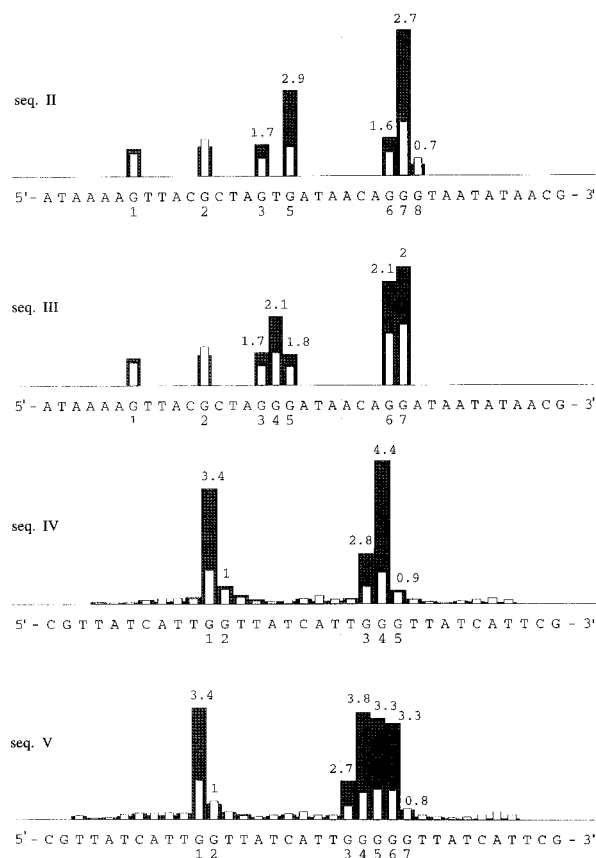 2.7
2.9
seq. II
1.7
1.6
0.7
5'- A T A A A A G T T A C G C T A G T G A T A A C A G G G T A A T A T A A C G - 3'
1 2 3 5 6 7 8
2.1 2
seq. III
2.1
1.7 1.8
5'- A T A A A A G T T A C G C T A G G G A T A A C A G G A T A A T A T A A C G - 3'
1 2 3 4 5 6 7
4.4
3.4
seq. IV
2.8
1 0.9
5'- C G T T A T C A T T G G T T A T C A T T G G G T T A T C A T T C G - 3'
1 2 3 4 5
3.4 3.8 3.3 3.3
seq. V
2.7
1 0.8
5'- C G T T A T C A T T G G T T A T C A T T G G G G G T T A T C A T T C G - 3'
1 2 3 4 5 6 7